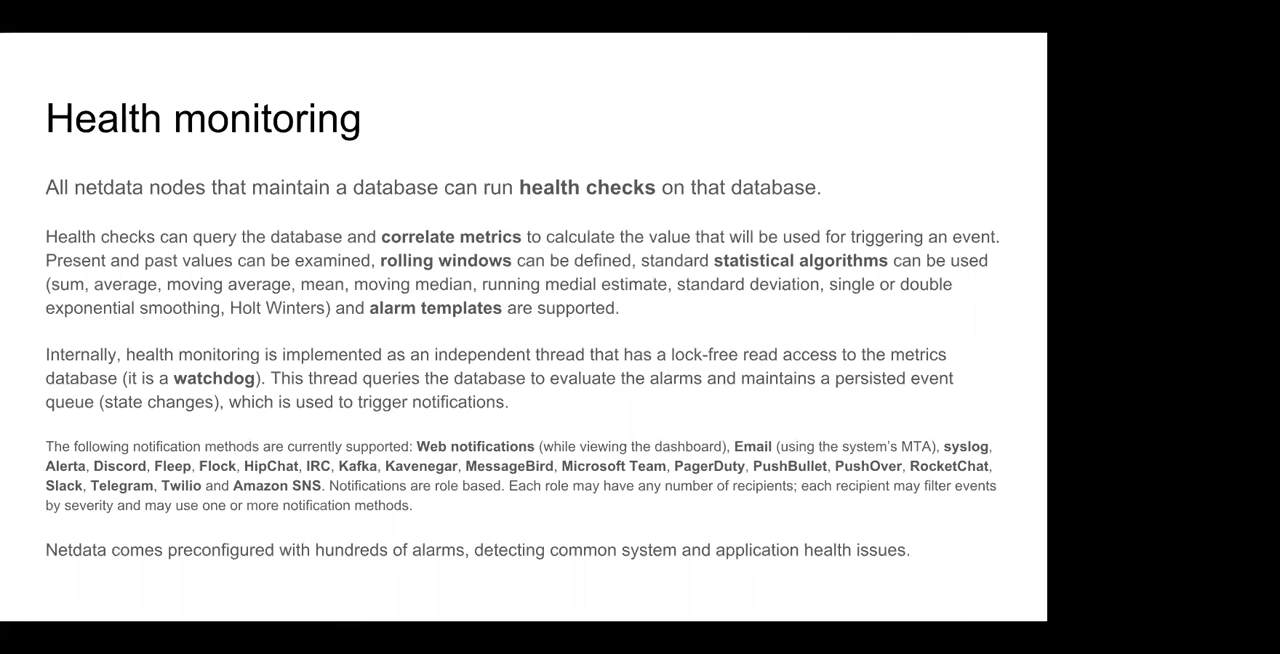 Health monitoring
All netdata nodes that maintain a database can run health checks on that database.
Health checks can query the database and correlate metrics to calculate the value that will be used for triggering an event.
Present and past values can be examined, rolling windows can be defined, standard statistical algorithms can be used
(sum, average, moving average, mean, moving median, running medial estimate, standard deviation, single or double
exponential smoothing, Holt Winters) and alarm templates are supported.
Internally, health monitoring is implemented as an independent thread that has a lock-free read access to the metrics
database (it is a watchdog). This thread queries the database to evaluate the alarms and maintains a persisted event
queue (state changes), which is used to trigger notifications.
The following notification methods are currently supported: Web notifications (while viewing the dashboard), Email (using the system's MTA), syslog,
Alerta, Discord, Fleep, Flock, HipChat, IRC, Kafka, Kavenegar, MessageBird, Microsoft Team, PagerDuty, PushBullet, PushOver, RocketChat,
Slack, Telegram, Twilio and Amazon SNS. Notifications are role based. Each role may have any number of recipients; each recipient may filter events
by severity and may use one or more notification methods.
Netdata comes preconfigured with hundreds of alarms, detecting common system and application health issues.